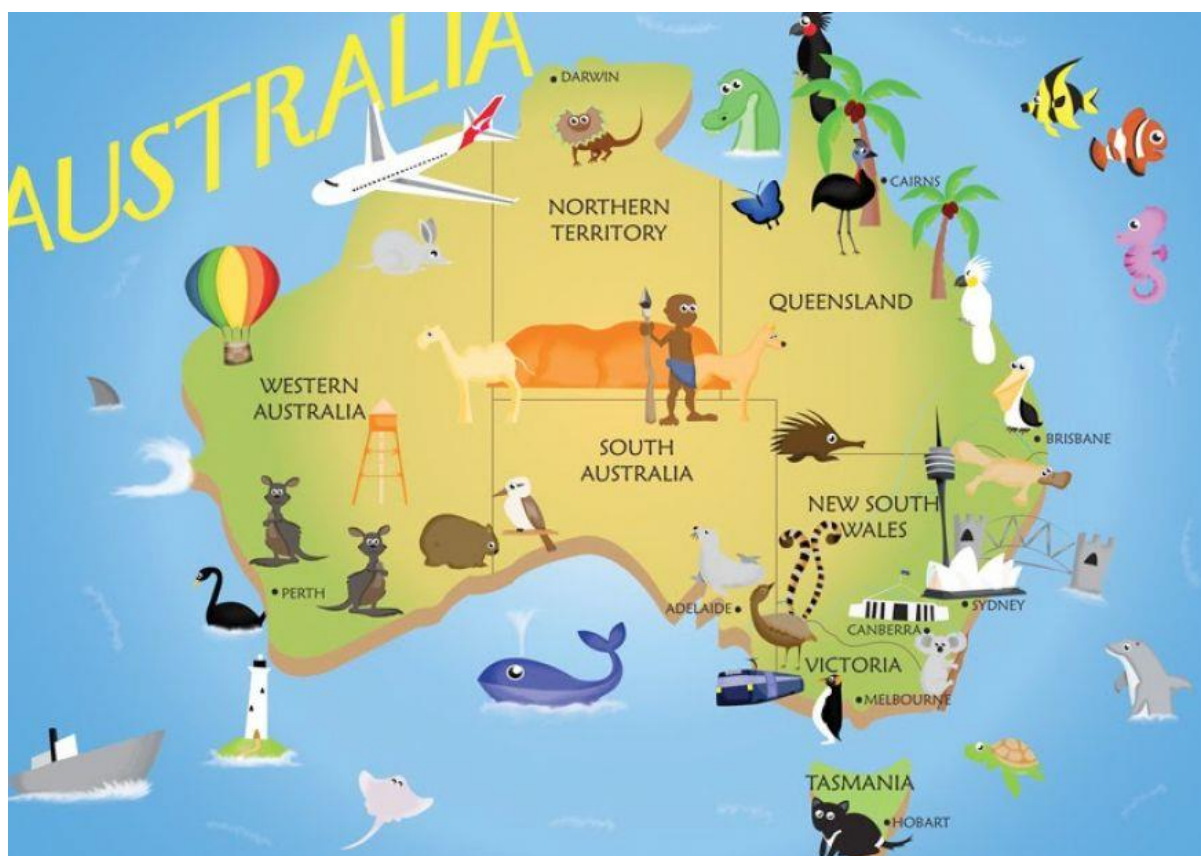 AUSTRALIA
DARWIN
CAIRNS
NORTHERN
TERRITORY
QUEENSLAND
WESTERN
AUSTRALIA
SOUTH
AUSTRALIA
BRISBANE
NEW SOUTH
WALES
PERTH
ADELAIDE
SYDNEY
CANBERRA
VICTORIA
MELBOURNE
TASMANIA
HOBART